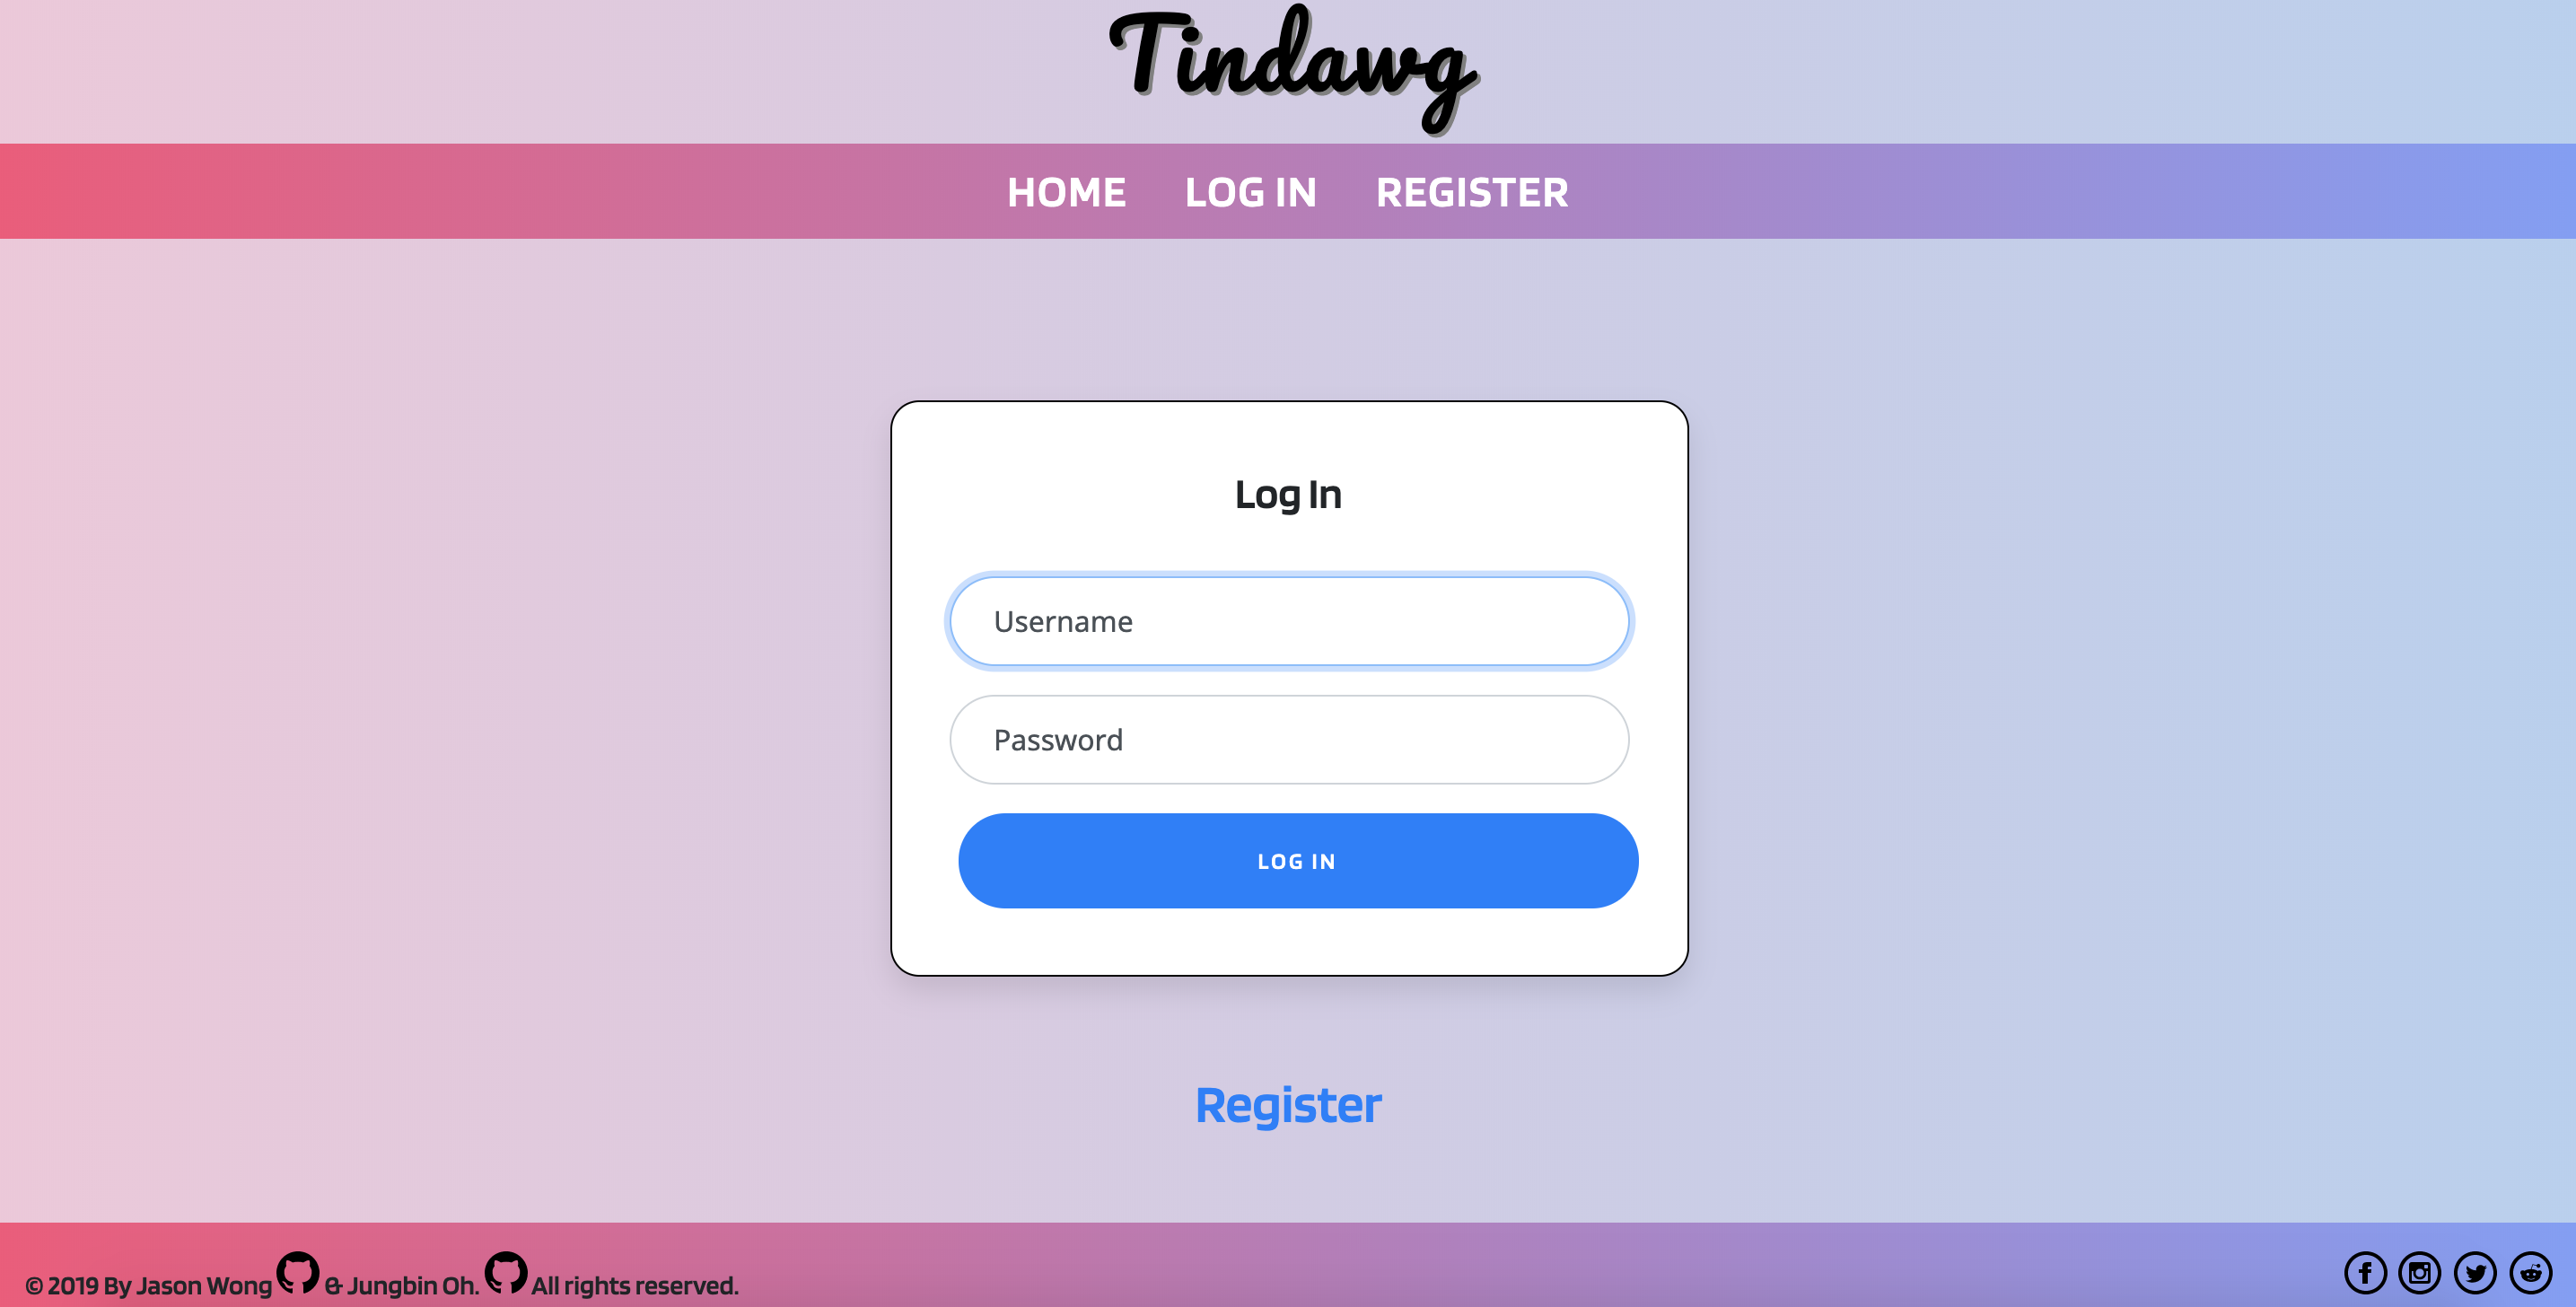 Tindawg
HOME LOG IN REGISTER
Log In
Username
Password
LOG IN
Register
© 2019 By Jason Wong & Jungbin Oh. All rights reserved.